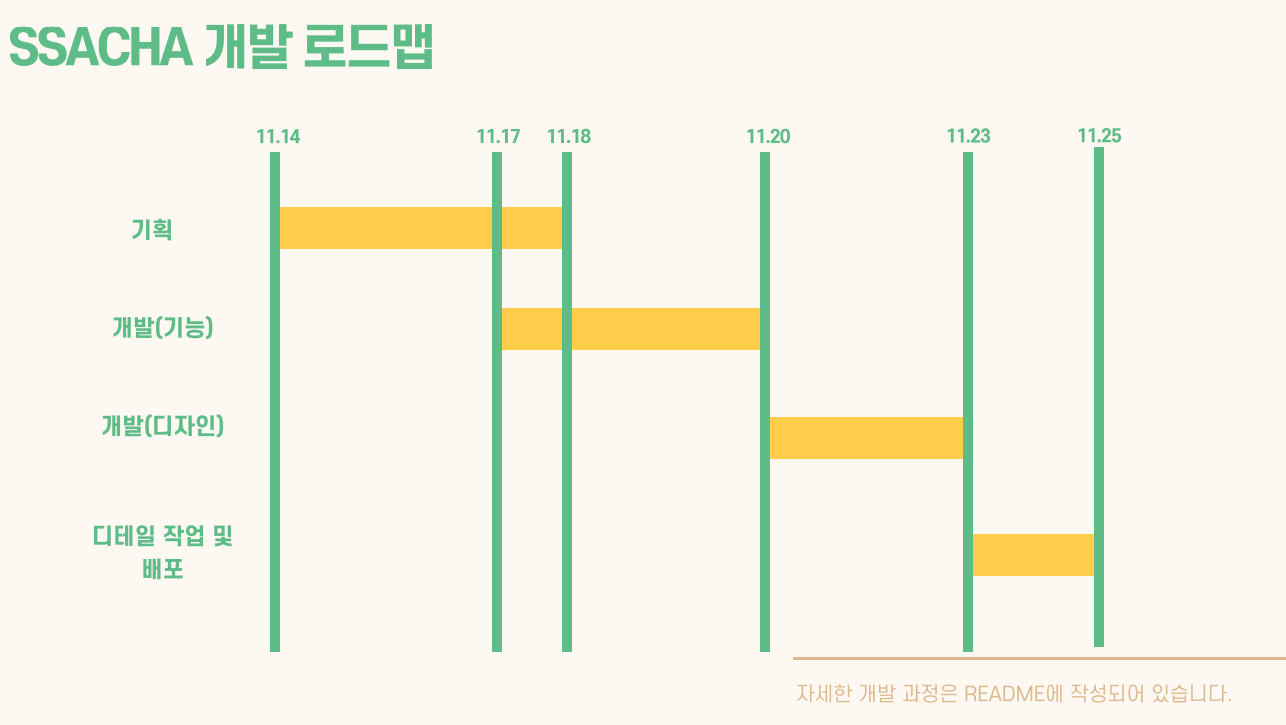 SSACHA 개발 로드맵
11.14 11.17 11.18 11.20 11.23 11.25
기획
개발(기능)
개발(디자인)
디테일 작업 및
배포
자세한 개발 과정은 README에 작성되어 있습니다.